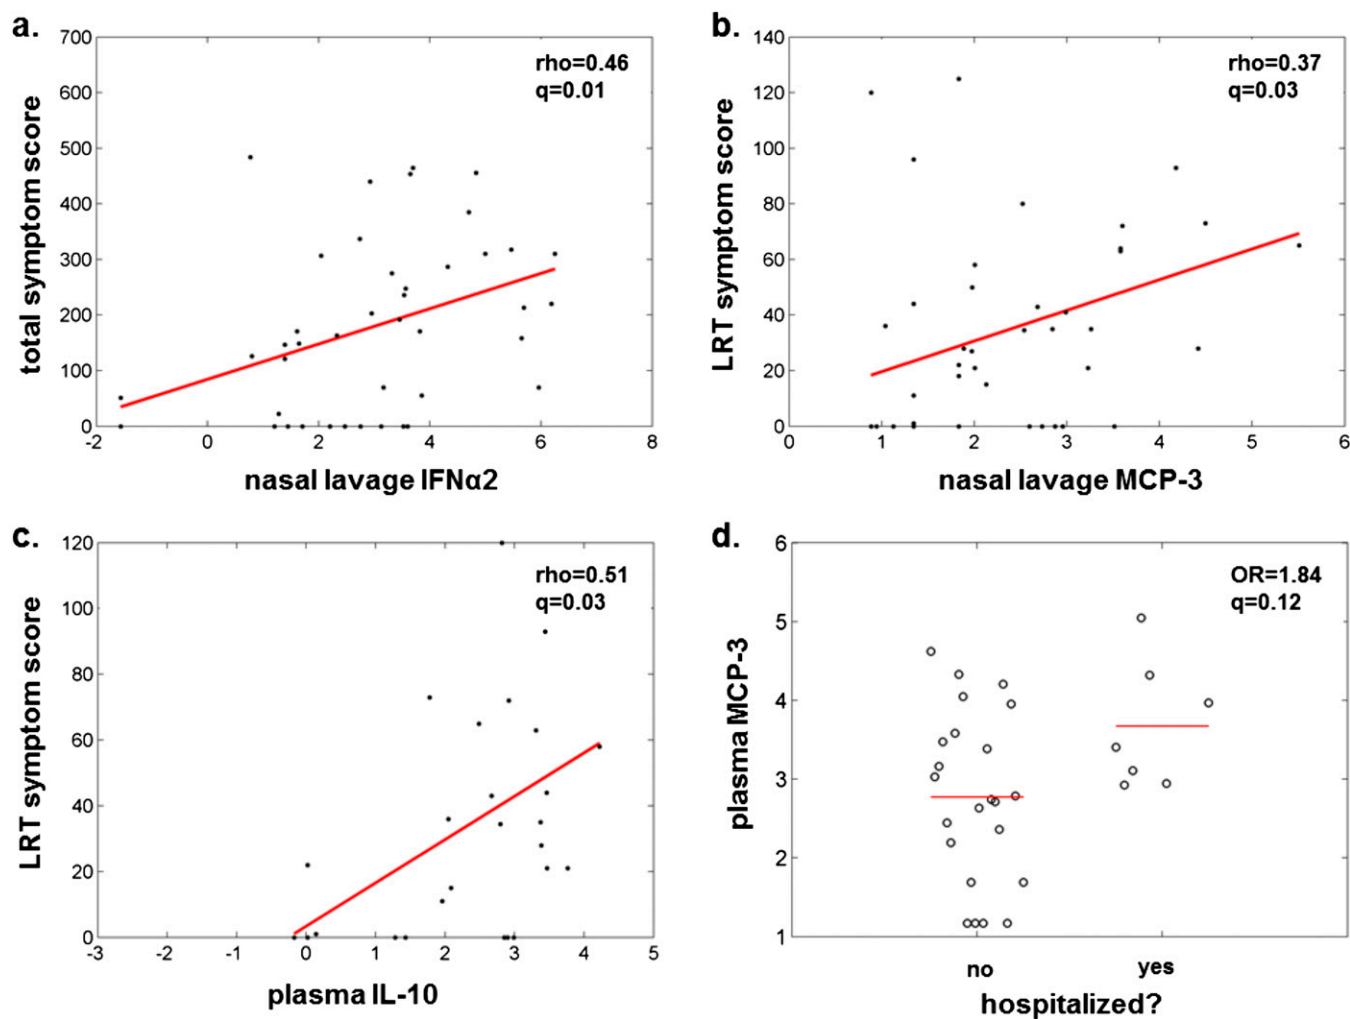 a.
700
600
500
400
300
200
100
0
-2 0 2 4 6 8
total symptom score
nasal lavage IFNα2
rho=0.46
q=0.01
b.
140
120
100
80
60
40
20
0
0 1 2 3 4 5 6
LRT symptom score
nasal lavage MCP-3
rho=0.37
q=0.03
c.
120
100
80
60
40
20
0
-3 -2 -1 0 1 2 3 4 5
LRT symptom score
plasma IL-10
rho=0.51
q=0.03
d.
6
5
4
3
2
1
no yes
plasma MCP-3
hospitalized?
OR=1.84
q=0.12